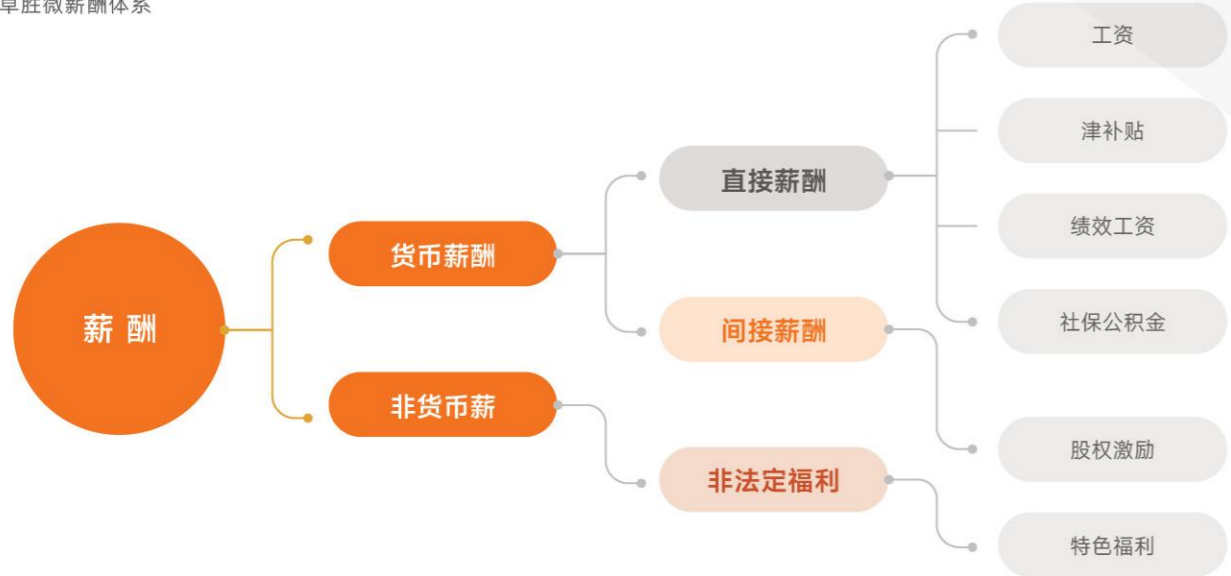 卓胜微薪酬体系
薪酬
货币薪酬
非货币薪
直接薪酬
间接薪酬
非法定福利
工资
津补贴
绩效工资
社保公积金
股权激励
特色福利